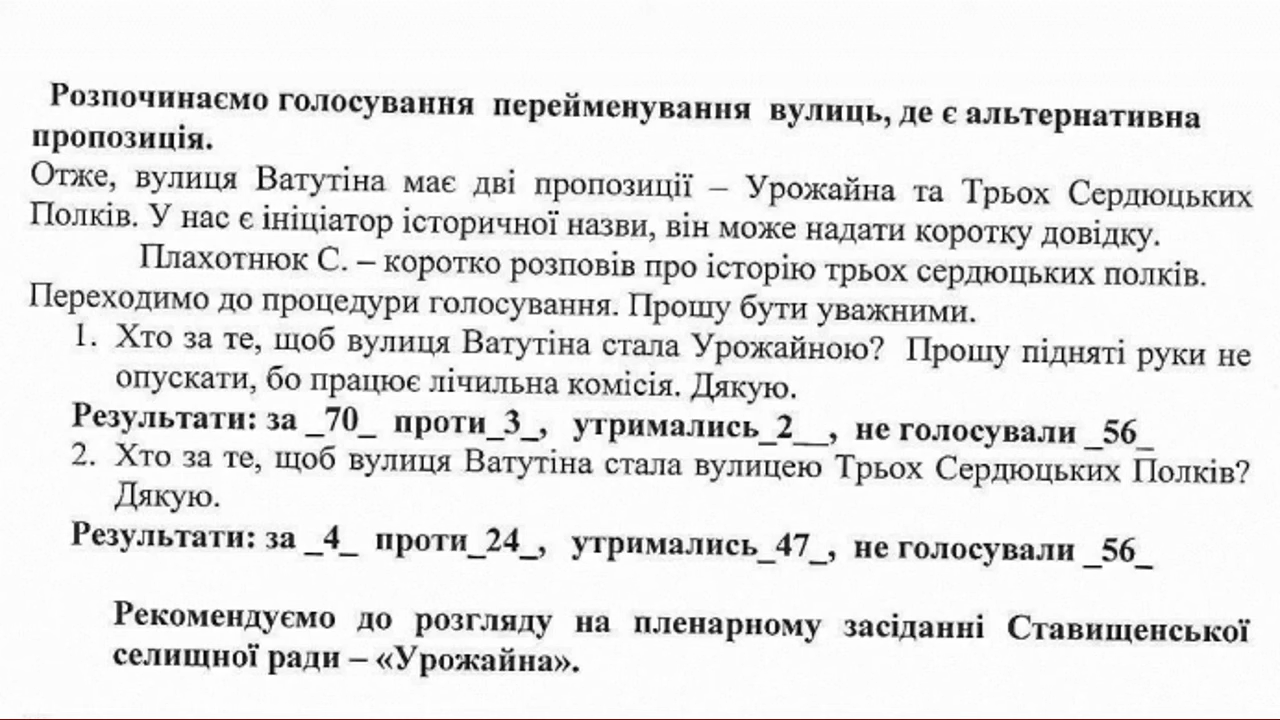 Розпочинаємо голосування перейменування вулиць, де є альтернативна
пропозиція.
Отже, вулиця Ватутіна має дві пропозиції – Урожайна та Трьох Сердюцьких
Полків. У нас є ініціатор історичної назви, він може надати коротку довідку.
Плахотнюк С. – коротко розповів про історію трьох сердюцьких полків.
Переходимо до процедури голосування. Прошу бути уважними.
1. Хто за те, щоб вулиця Ватутіна стала Урожайною? Прошу підняті руки не
опускати, бо працює лічильна комісія. Дякую.
Результати: за _70_ проти_3_, утримались_2__, не голосували _56_
2. Хто за те, щоб вулиця Ватутіна стала вулицею Трьох Сердюцьких Полків?
Дякую.
Результати: за _4_ проти_24_, утримались_47_, не голосували _56_
Рекомендуємо до розгляду на пленарному засіданні Ставищенської
селищної ради – «Урожайна».